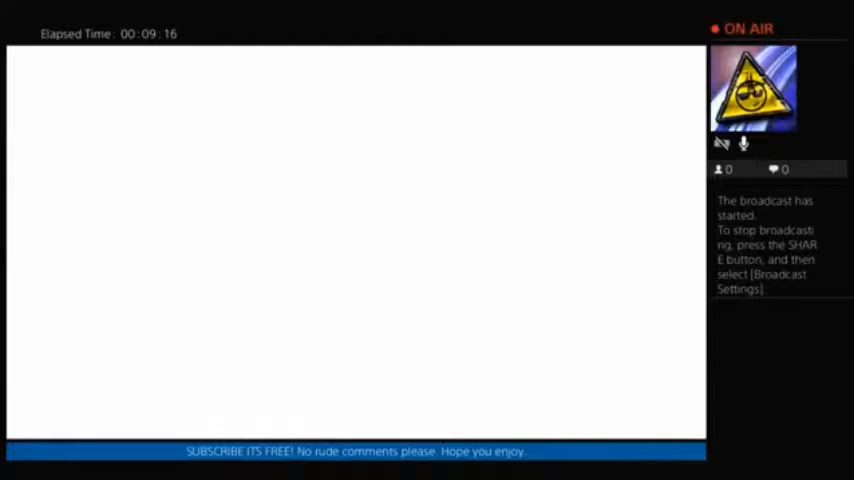 Elapsed Time: 00:09:16
ON AIR
0 0
The broadcast has
started.
To stop broadcasti
ng, press the SHAR
E button, and then
select [Broadcast
Settings].
SUBSCRIBE ITS FREE! No rude comments please. Hope you enjoy.